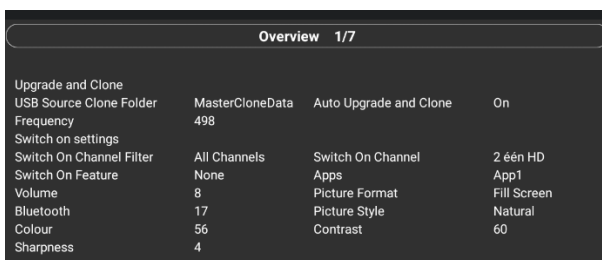 Overview 1/7
Upgrade and Clone
USB Source Clone Folder MasterCloneData Auto Upgrade and Clone On
Frequency 498
Switch on settings
Switch On Channel Filter All Channels Switch On Channel 2 één HD
Switch On Feature None Apps App1
Volume 8 Picture Format Fill Screen
Bluetooth 17 Picture Style Natural
Colour 56 Contrast 60
Sharpness 4